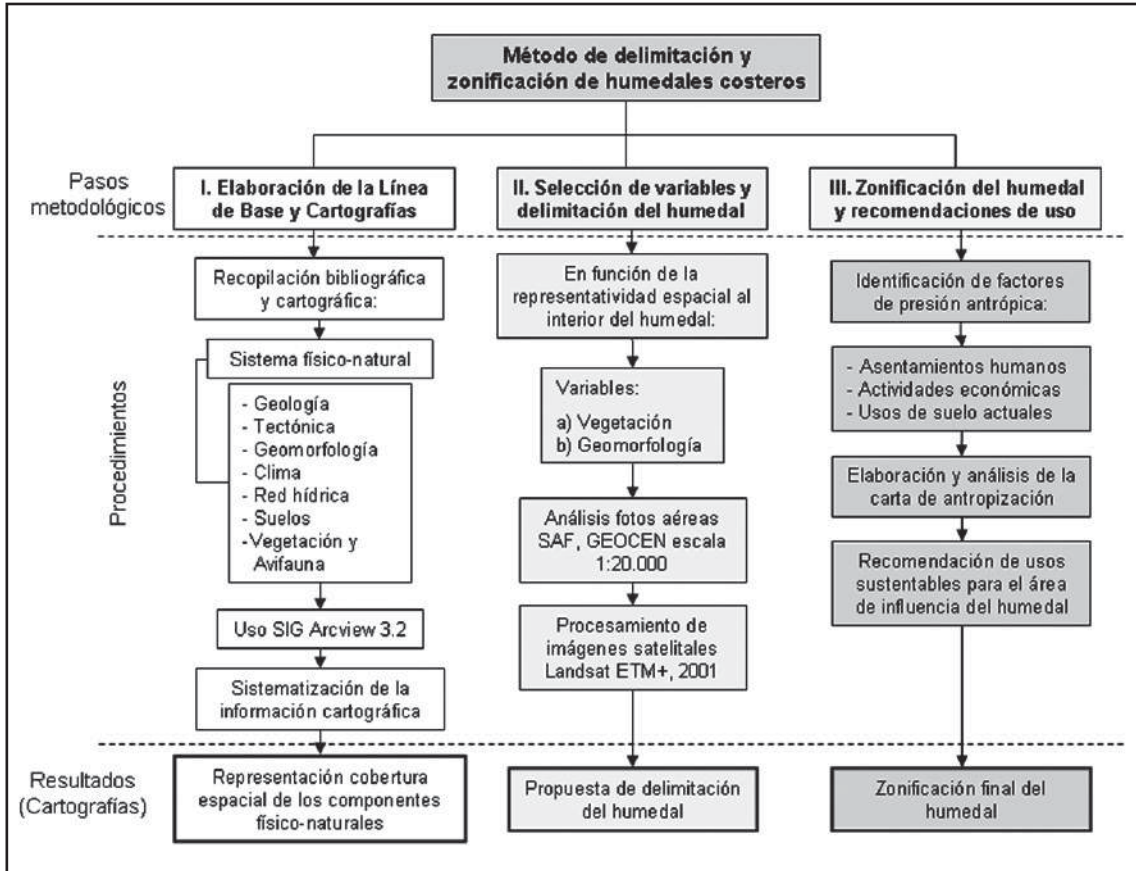 Método de delimitación y
zonificación de humedales costeros
Pasos
metodológicos
I. Elaboración de la Línea
de Base y Cartografías
II. Selección de variables y
delimitación del humedal
III. Zonificación del humedal
y recomendaciones de uso
Procedimientos
Recopilación bibliográfica
y cartográfica:
Sistema físico-natural
- Geología
- Tectónica
- Geomorfología
- Clima
- Red hídrica
- Suelos
-Vegetación y
Avifauna
Uso SIG Arcview 3.2
Sistematización de la
información cartográfica
En función de la
representatividad espacial al
interior del humedal:
Variables:
a) Vegetación
b) Geomorfología
Análisis fotos aéreas
SAF, GEOCEN escala
1:20.000
Procesamiento de
imágenes satelitales
Landsat ETM+, 2001
Identificación de factores
de presión antrópica:
- Asentamientos humanos
- Actividades económicas
- Usos de suelo actuales
Elaboración y análisis de la
carta de antropización
Recomendación de usos
sustentables para el área
de influencia del humedal
Resultados
(Cartografías)
Representación cobertura
espacial de los componentes
físico-naturales
Propuesta de delimitación
del humedal
Zonificación final del
humedal